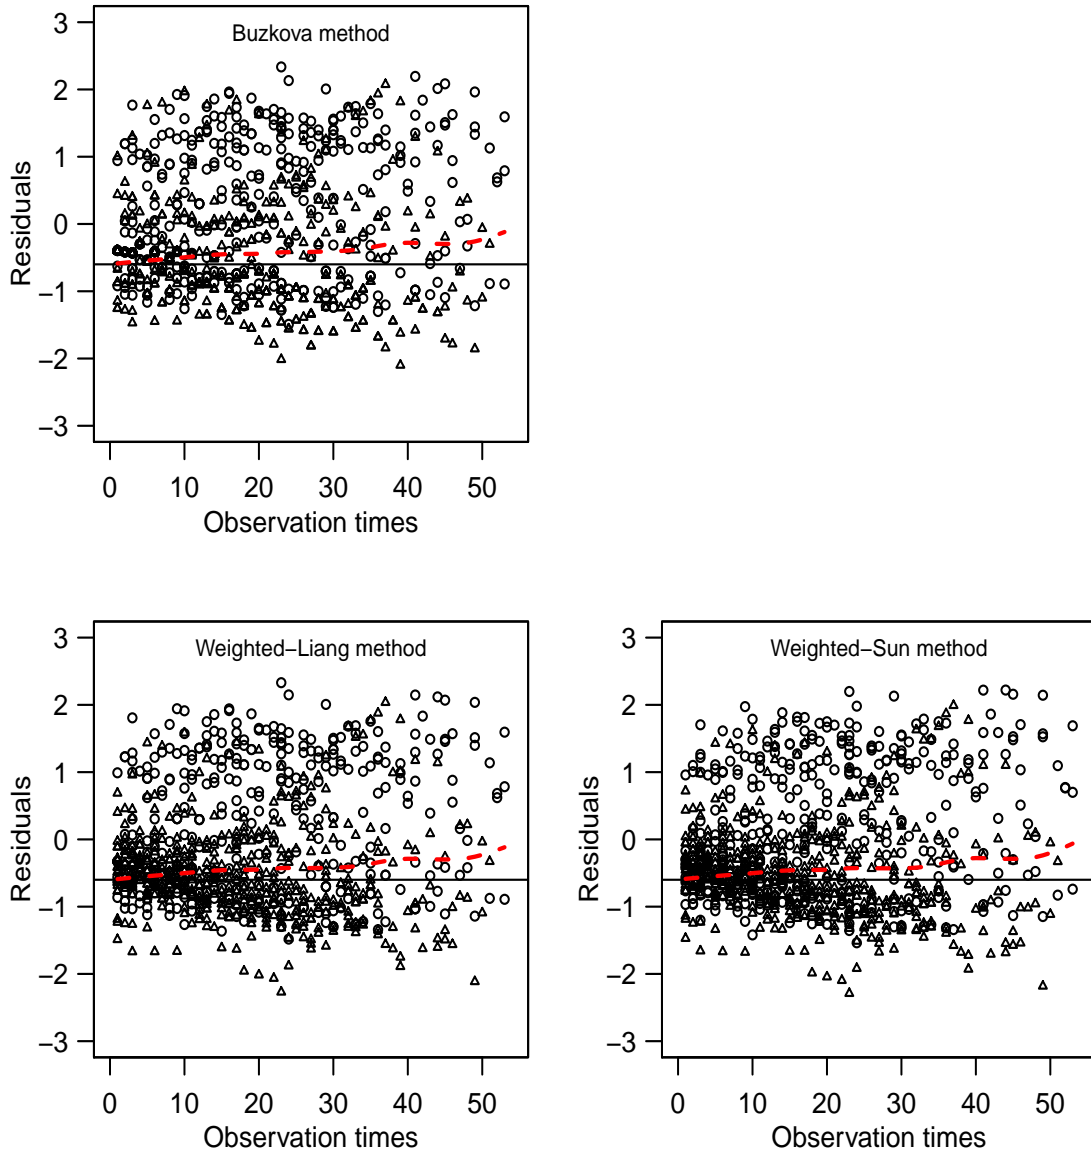 Buzkova method
3
2
1
0
−1
−2
−3
Residuals
0 10 20 30 40 50
Observation times
Weighted−Liang method
3
2
1
0
−1
−2
−3
Residuals
0 10 20 30 40 50
Observation times
Weighted−Sun method
3
2
1
0
−1
−2
−3
Residuals
0 10 20 30 40 50
Observation times